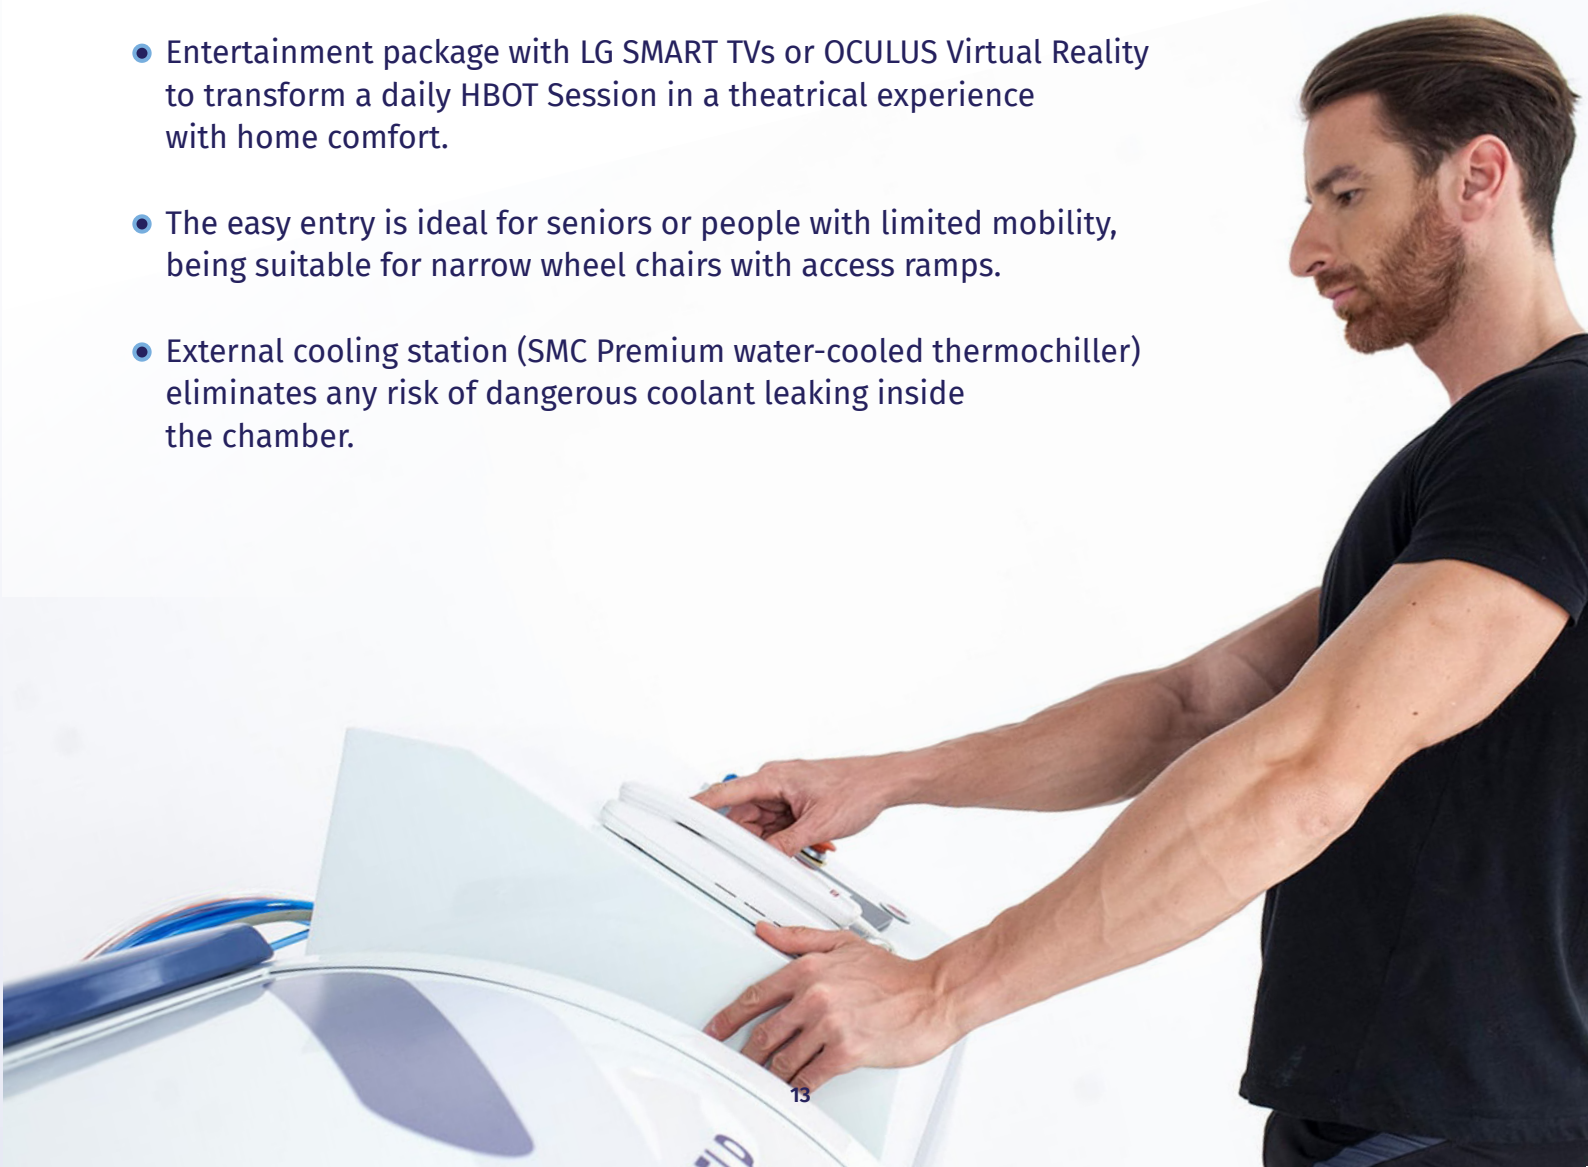 Entertainment package with LG SMART TVs or OCULUS Virtual Reality
to transform a daily HBOT Session in a theatrical experience
with home comfort.
The easy entry is ideal for seniors or people with limited mobility,
being suitable for narrow wheel chairs with access ramps.
External cooling station (SMC Premium water-cooled thermochiller)
eliminates any risk of dangerous coolant leaking inside
the chamber.
13